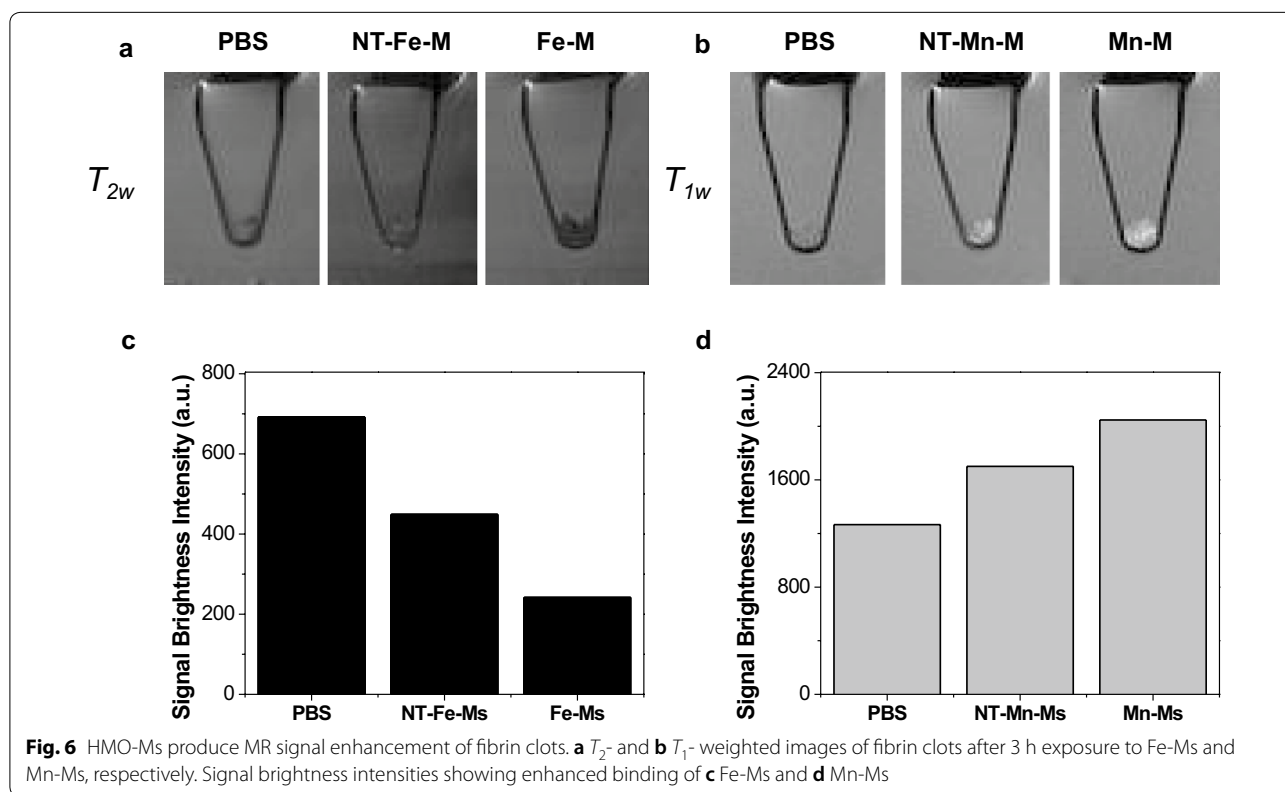 a
PBS NT-Fe-M Fe-M
b
PBS NT-Mn-M Mn-M
T2w
T1w
c
Signal Brightness Intensity (a.u.)
800
600
400
200
0
PBS NT-Fe-Ms Fe-Ms
d
Signal Brightness Intensity (a.u.)
2400
1600
800
0
PBS NT-Mn-Ms Mn-Ms
Fig. 6 HMO-Ms produce MR signal enhancement of fibrin clots. a T2- and b T1- weighted images of fibrin clots after 3 h exposure to Fe-Ms and
Mn-Ms, respectively. Signal brightness intensities showing enhanced binding of c Fe-Ms and d Mn-Ms